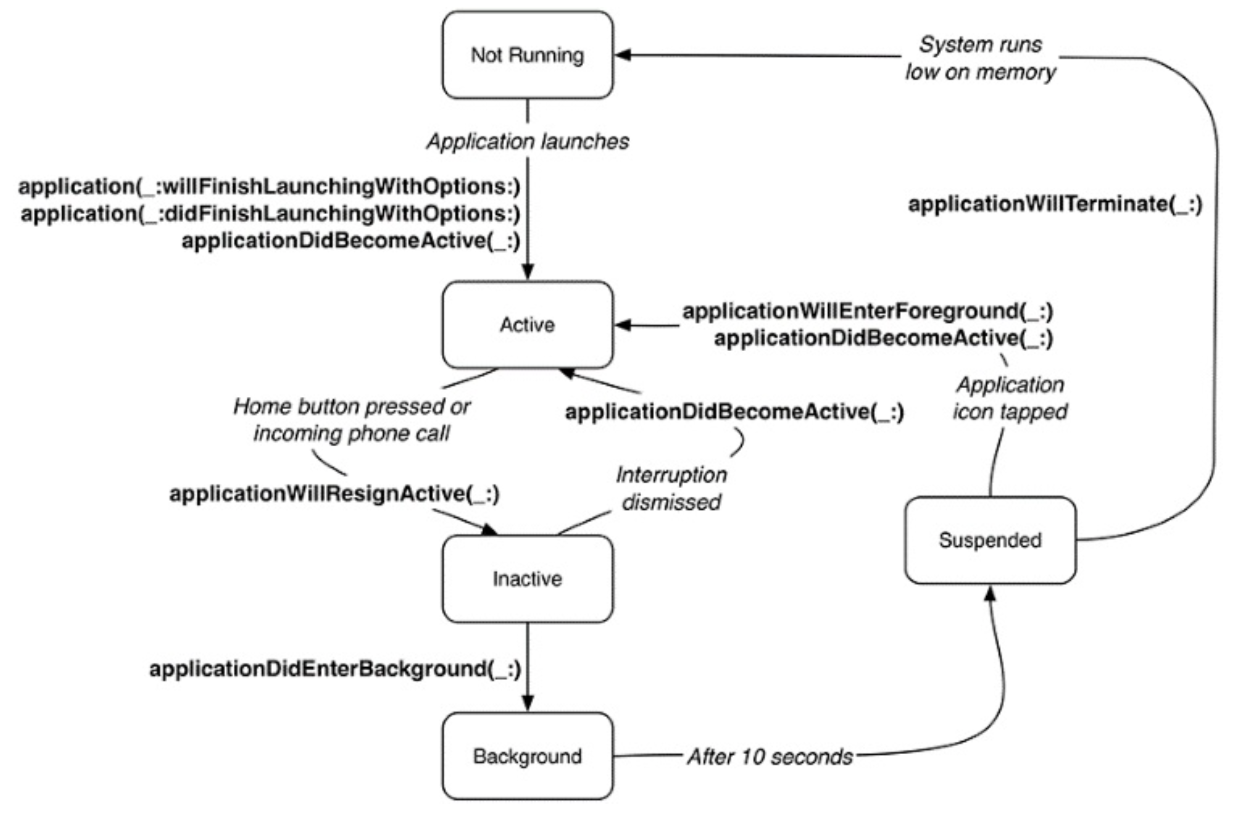 Not Running
System runs
low on memory
Application launches
application(_:willFinishLaunchingWithOptions:)
application(_:didFinishLaunchingWithOptions:)
applicationDidBecomeActive(_:)
applicationWillTerminate(_:)
Active
applicationWillEnterForeground(_:)
applicationDidBecomeActive(_:)
Home button pressed or
incoming phone call
applicationDidBecomeActive(_:)
Application
icon tapped
applicationWillResignActive(_:)
Interruption
dismissed
Suspended
Inactive
applicationDidEnterBackground(_:)
Background
After 10 seconds